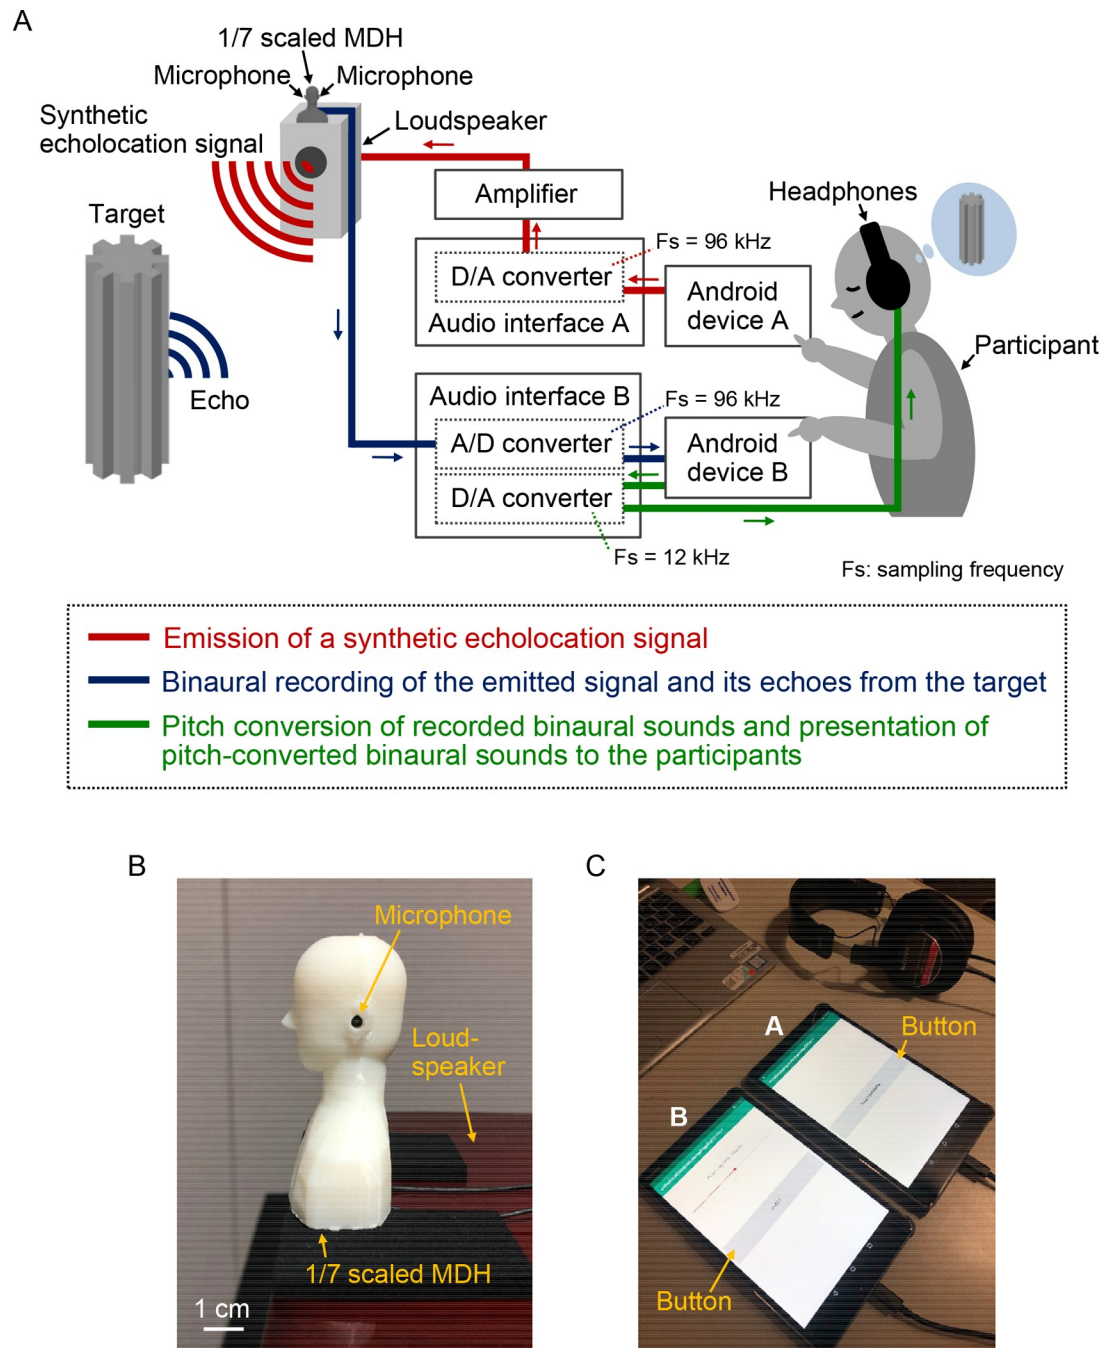 A
1/7 scaled MDH
Microphone
Microphone
Synthetic
echolocation signal
Loudspeaker
Target
Amplifier
Headphones
Fs = 96 kHz
D/A converter
Audio interface A
Android
device A
Participant
Echo
Audio interface B
Fs = 96 kHz
A/D converter
Android
device B
D/A converter
Fs = 12 kHz
Fs: sampling frequency
Emission of a synthetic echolocation signal
Binaural recording of the emitted signal and its echoes from the target
Pitch conversion of recorded binaural sounds and presentation of
pitch-converted binaural sounds to the participants
B
Microphone
Loud-
speaker
1/7 scaled MDH
1 cm
C
A
Button
B
Button